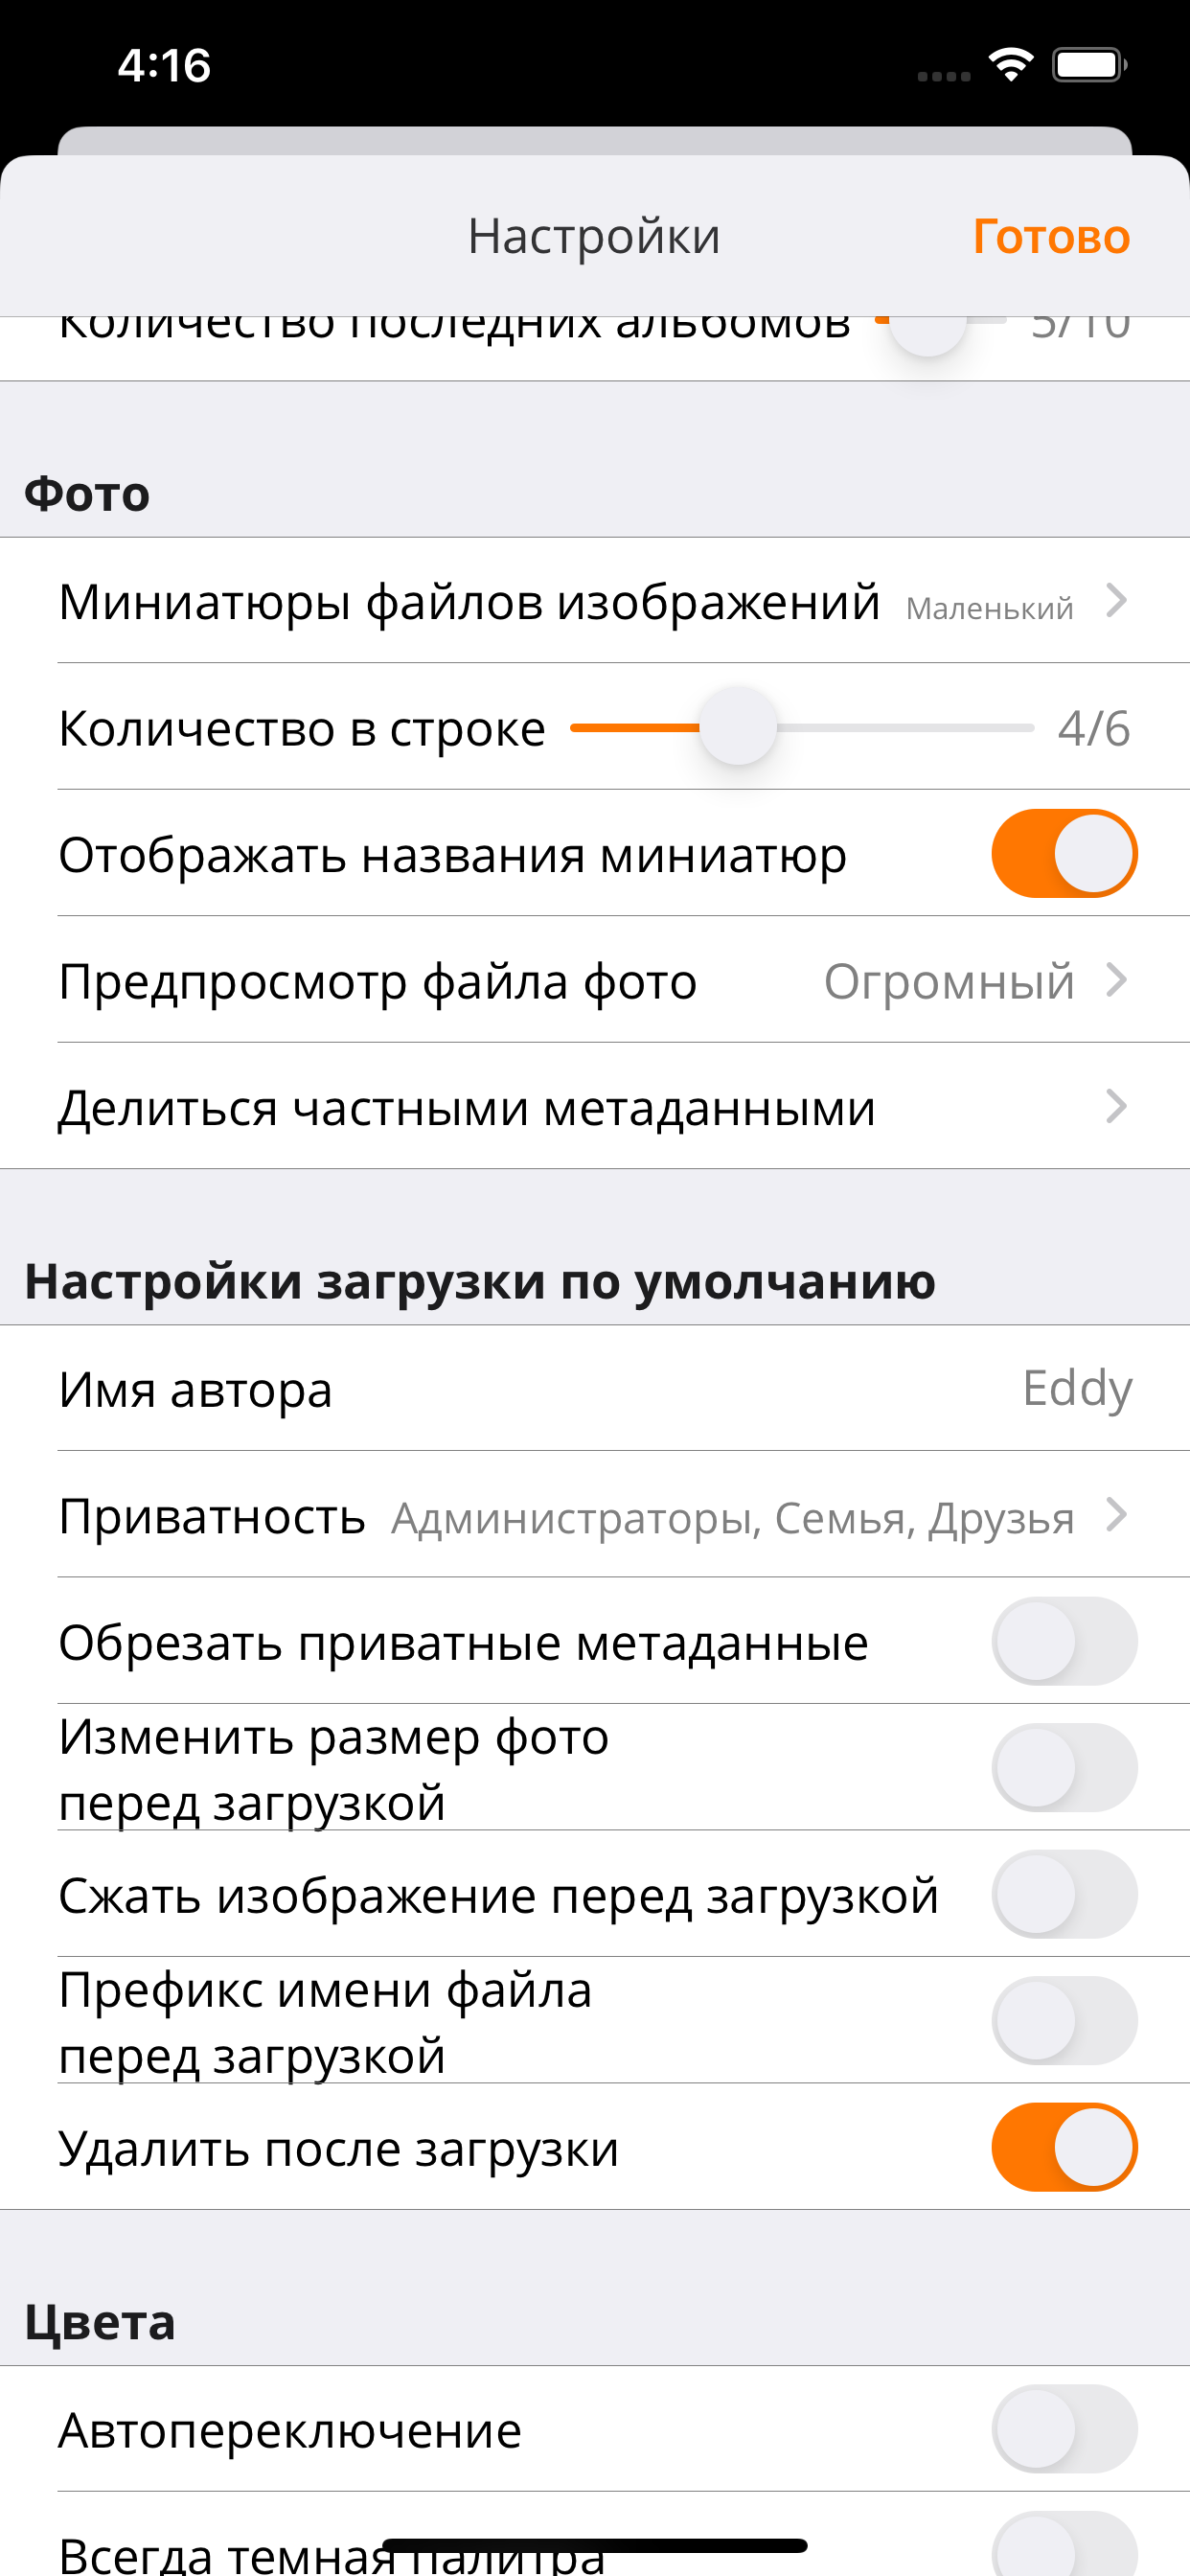 4:16
Настройки
Готово
Количество последних альбомов 5/10
Фото
Миниатюры файлов изображений Маленький
Количество в строке 4/6
Отображать названия миниатюр
Предпросмотр файла фото Огромный
Делиться частными метаданными
Настройки загрузки по умолчанию
Имя автора Eddy
Приватность Администраторы, Семья, Друзья
Обрезать приватные метаданные
Изменить размер фото
перед загрузкой
Сжать изображение перед загрузкой
Префикс имени файла
перед загрузкой
Удалить после загрузки
Цвета
Автопереключение
Всегда темная палитра